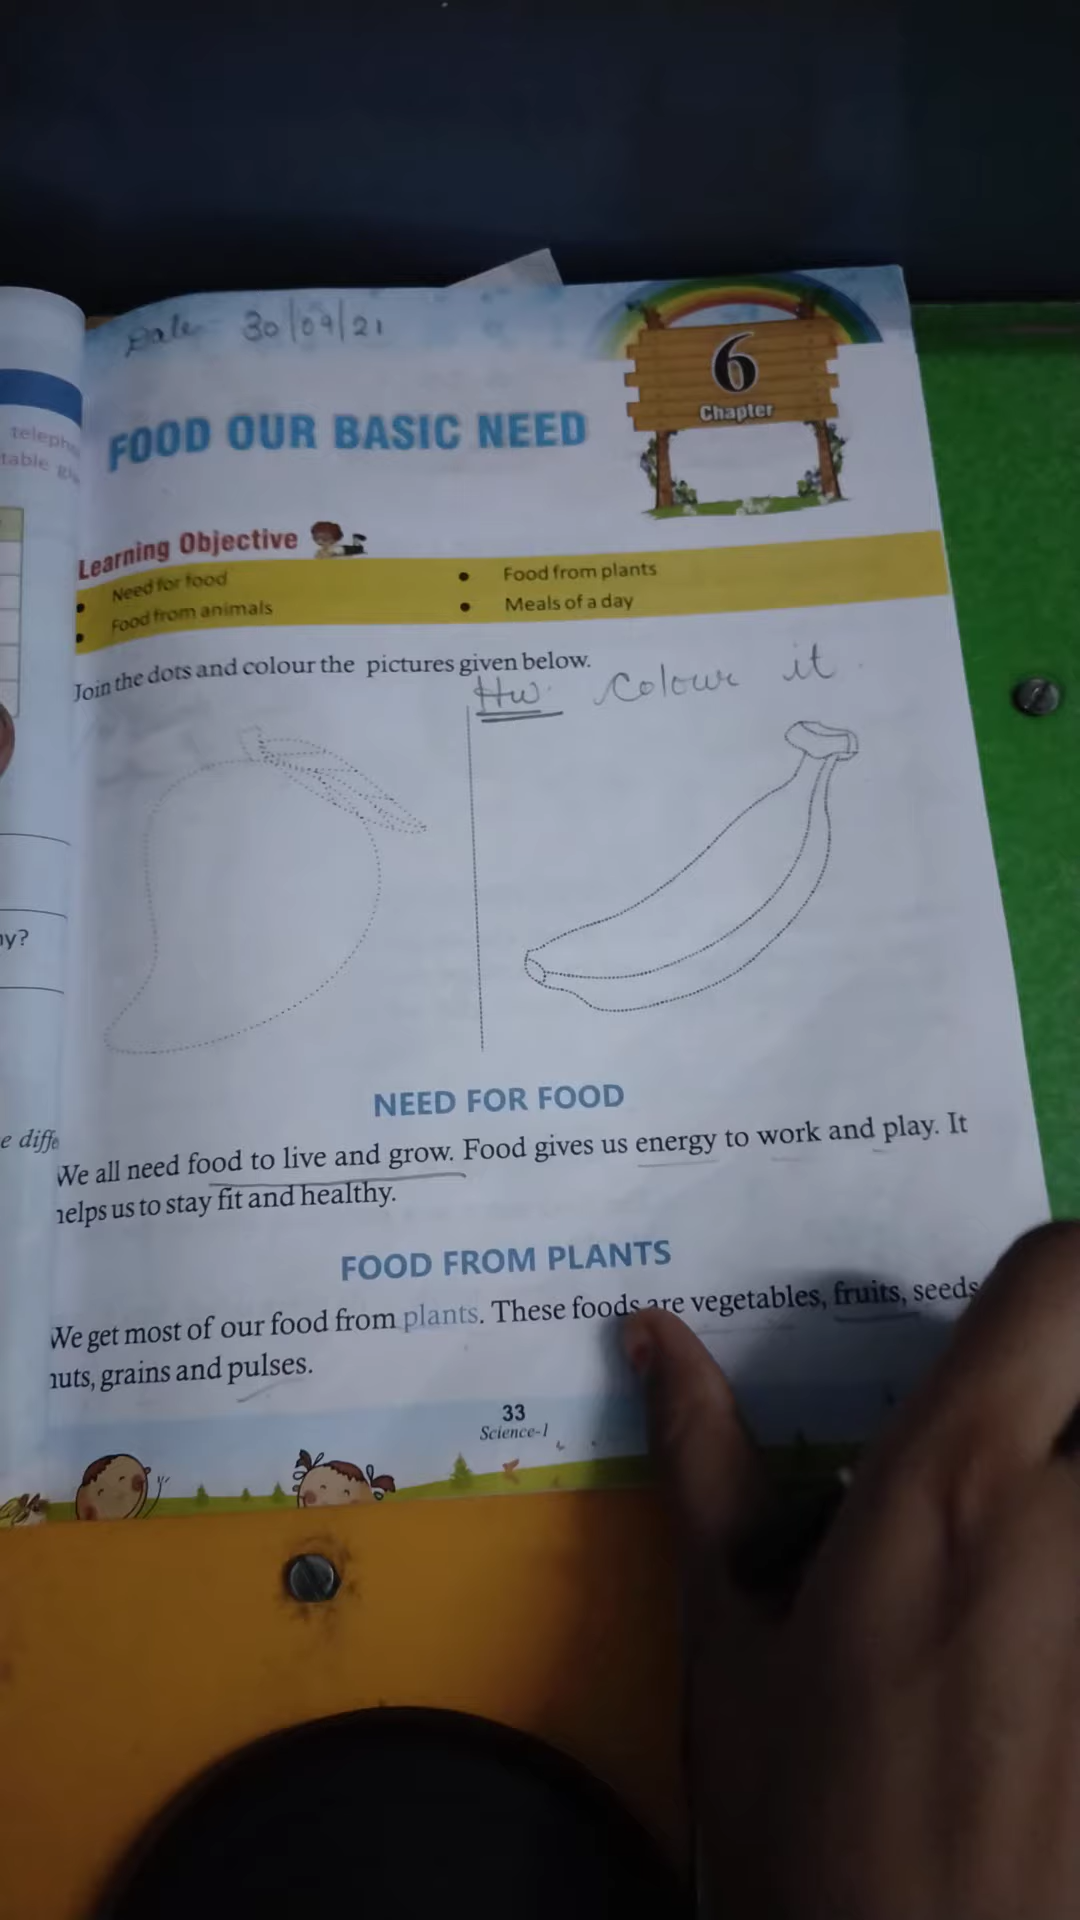 Date 30/09/21
6
Chapter
FOOD OUR BASIC NEED
Learning Objective
• Need for food
• Food from animals
• Food from plants
• Meals of a day
Join the dots and colour the pictures given below.
Hw. Colour it.
NEED FOR FOOD
We all need food to live and grow. Food gives us energy to work and play. It
helps us to stay fit and healthy.
FOOD FROM PLANTS
We get most of our food from plants. These foods are vegetables, fruits, seeds
nuts, grains and pulses.
33
Science-1
table
y?
e diffe